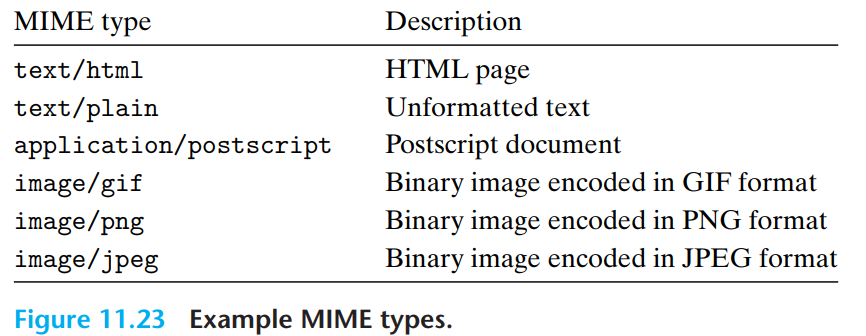 MIME type Description
text/html HTML page
text/plain Unformatted text
application/postscript Postscript document
image/gif Binary image encoded in GIF format
image/png Binary image encoded in PNG format
image/jpeg Binary image encoded in JPEG format
Figure 11.23 Example MIME types.